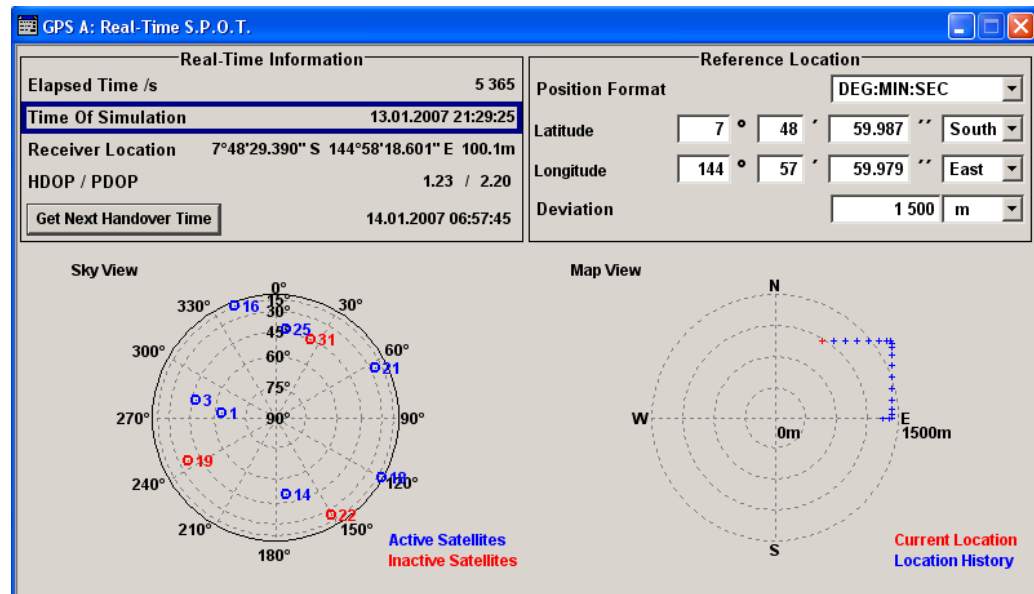 GPS A: Real-Time S.P.O.T.
Real-Time Information
Elapsed Time /s 5 365
Time Of Simulation 13.01.2007 21:29:25
Receiver Location 7°48'29.390" S 144°58'18.601" E 100.1m
HDOP / PDOP 1.23 / 2.20
Get Next Handover Time 14.01.2007 06:57:45
Reference Location
Position Format DEG:MIN:SEC
Latitude 7 ° 48 ′ 59.987 ′′ South
Longitude 144 ° 57 ′ 59.979 ′′ East
Deviation 1 500 m
Sky View
0°
15°
30°
45°
60°
75°
90°
330°
30°
300°
60°
270°
90°
240°
120°
210°
150°
180°
16
25
31
21
3
1
19
18
14
22
Active Satellites
Inactive Satellites
Map View
N
W
E
S
0m
1500m
Current Location
Location History